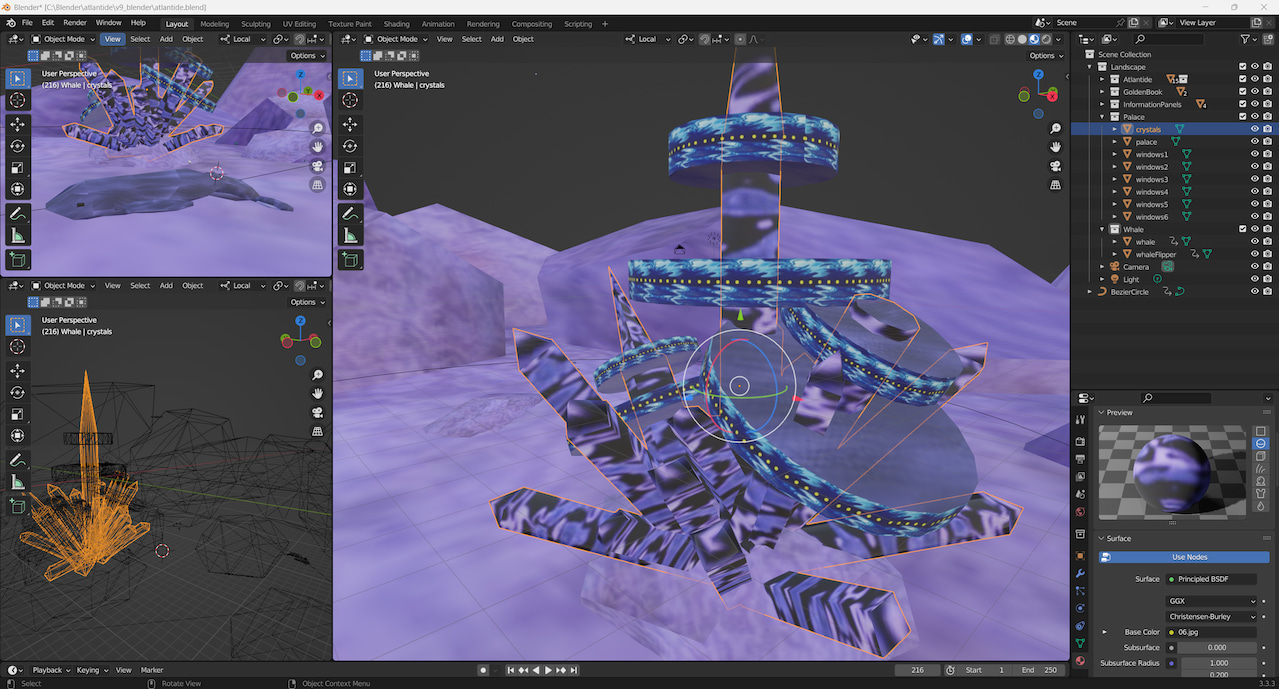 Blender* [C:\Blender\atlantide\v9_blender\atlantide.blend]
File Edit Render Window Help Layout Modeling Sculpting UV Editing Texture Paint Shading Animation Rendering Compositing Scripting + Scene View Layer
Object Mode View Select Add Object Local
Options
User Perspective
(216) Whale | crystals
Z
Y
X
Object Mode View Select Add Object Local
Options
User Perspective
(216) Whale | crystals
Z
Object Mode View Select Add Object Local
Options
User Perspective
(216) Whale | crystals
Z
X
Scene Collection
Landscape
Atlantide
GoldenBook 2
InformationPanels 4
Palace
crystals
palace
windows1
windows2
windows3
windows4
windows5
windows6
Whale
whale
whaleFlipper
Camera
Light
BezierCircle
Preview
Surface
Use Nodes
Surface Principled BSDF
GGX
Christensen-Burley
Base Color 06.jpg
Subsurface 0.000
Subsurface Radius 1.000
0.200
Playback Keying View Marker 216 Start 1 End 250
Select Rotate View Object Context Menu 3.3.3